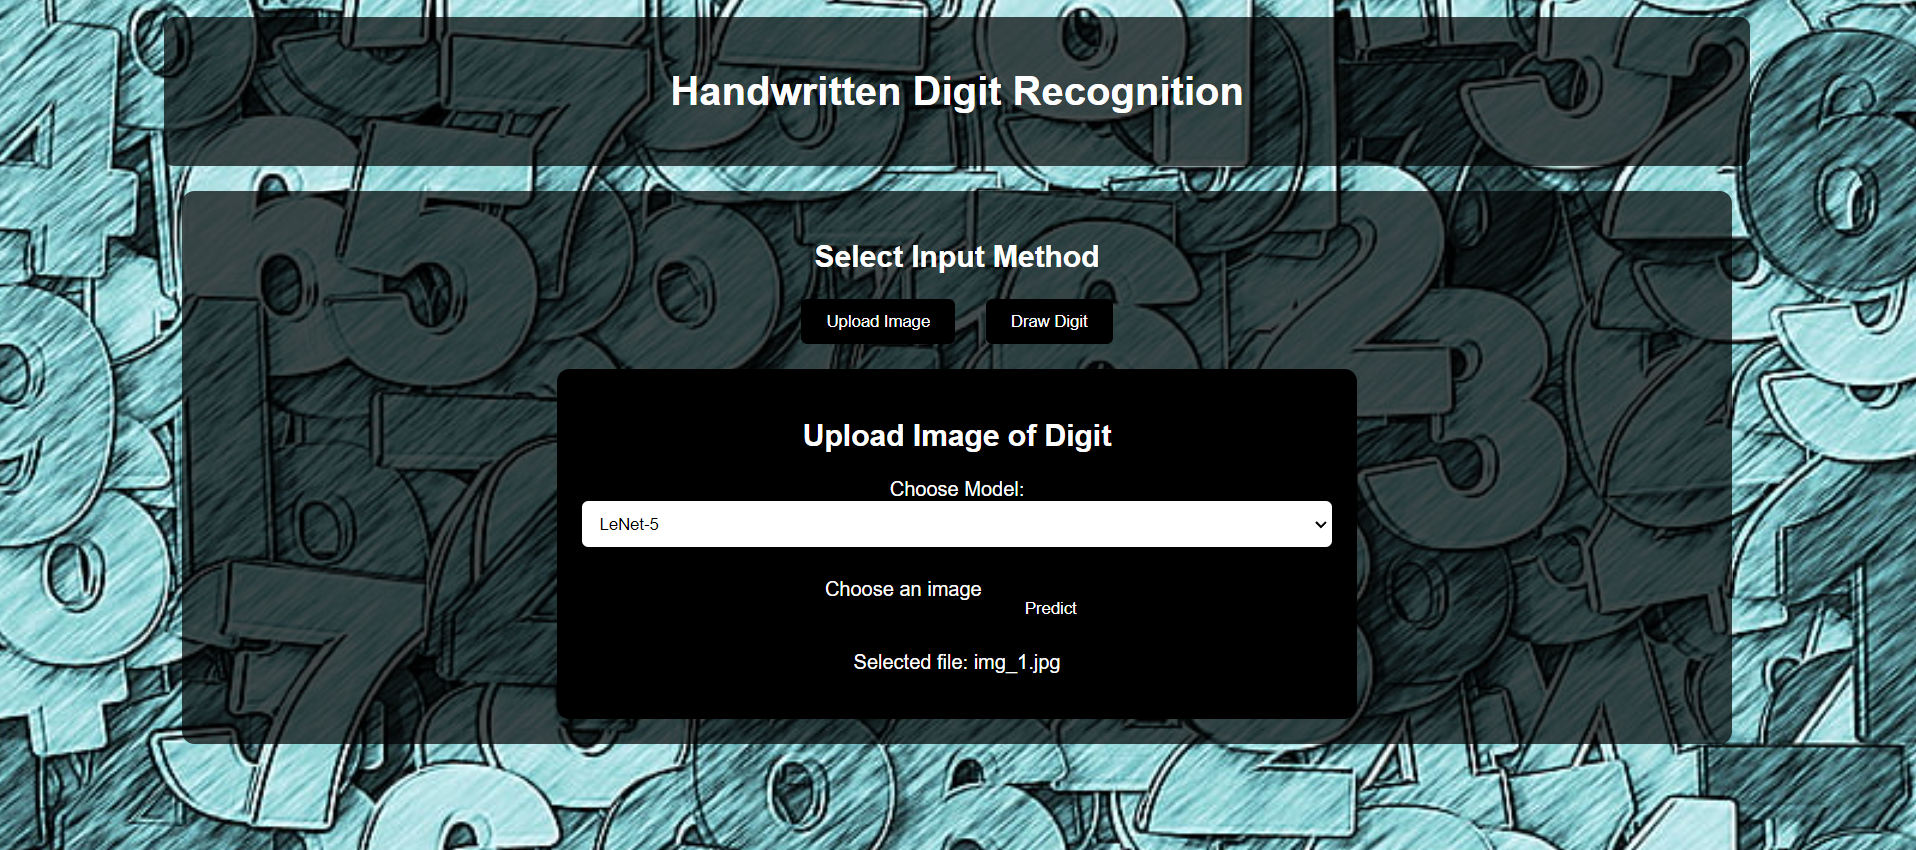 Handwritten Digit Recognition
Select Input Method
Upload Image Draw Digit
Upload Image of Digit
Choose Model:
LeNet-5
Choose an image
Predict
Selected file: img_1.jpg